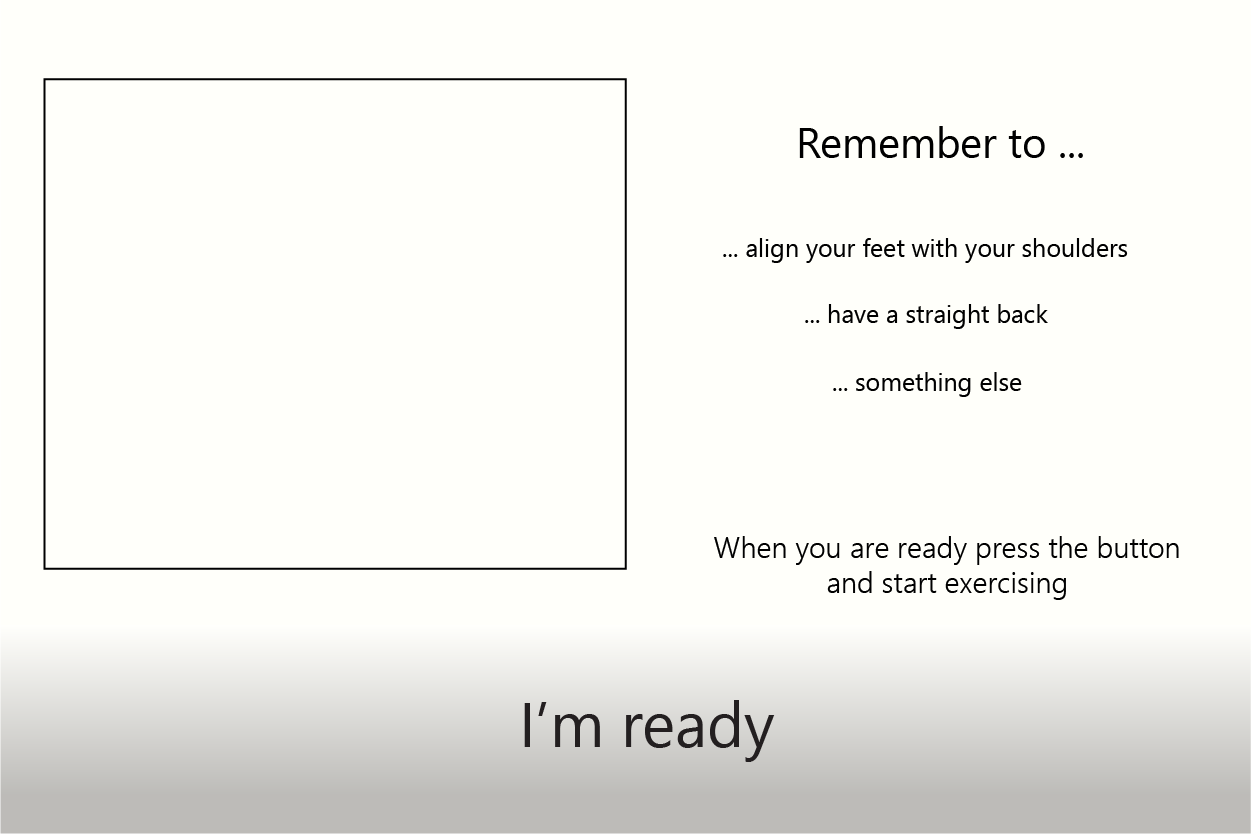 Remember to ...
... align your feet with your shoulders
... have a straight back
... something else
When you are ready press the button
and start exercising
I’m ready